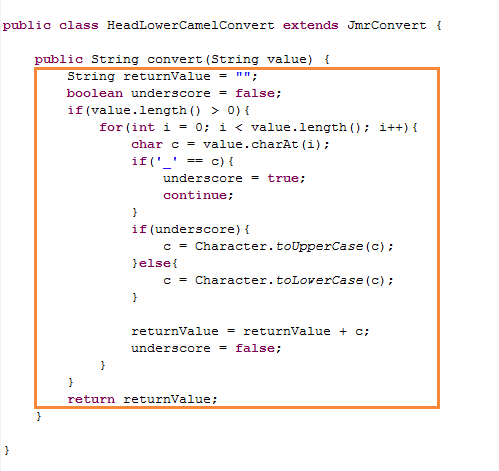 public class HeadLowerCamelConvert extends JmrConvert {
public String convert(String value) {
String returnValue = "";
boolean underscore = false;
if(value.length() > 0){
for(int i = 0; i < value.length(); i++){
char c = value.charAt(i);
if('_' == c){
underscore = true;
continue;
}
if(underscore){
c = Character.toUpperCase(c);
}else{
c = Character.toLowerCase(c);
}
returnValue = returnValue + c;
underscore = false;
}
}
return returnValue;
}
}